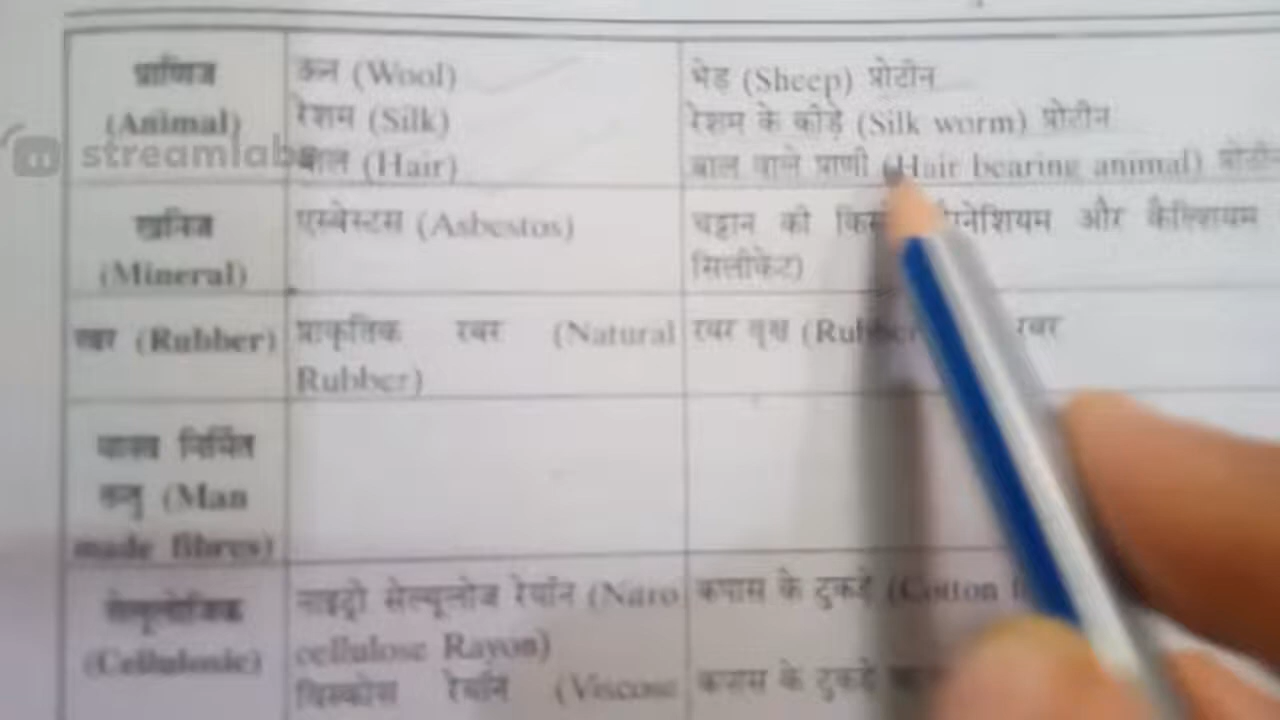 प्राणिज
(Animal)
ऊन (Wool)
रेशम (Silk)
बाल (Hair)
भेड़ (Sheep) प्रोटीन
रेशम के कीड़े (Silk worm) प्रोटीन
बाल वाले प्राणी (Hair bearing animal)
streamlabs
खनिज
(Mineral)
एस्बेस्टस (Asbestos)
चट्टान की और कैल्शियम
सिलीकेट)
रबर (Rubber)
प्राकृतिक रबर (Natural
Rubber)
रबर वृक्ष रबर
मानव निर्मित
तन्तु (Man
made fibres)
सेल्यूलोजिक
(Cellulosic)
नाइट्रो सेल्यूलोज रेयॉन (Nitro
cellulose Rayon)
विस्कोस रेयॉन (Viscose
कपास के टुकड़े (Cotton
कपास के टुकड़े